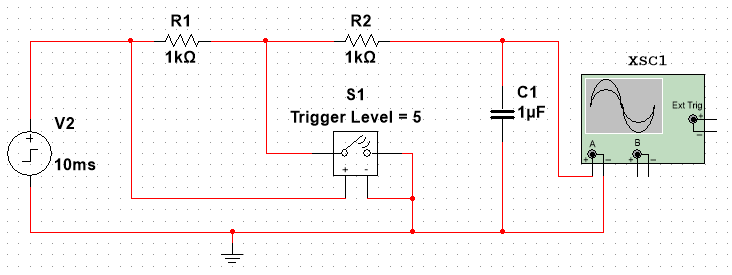 R1
1kΩ
R2
1kΩ
XSC1
V2
10ms
S1
Trigger Level = 5
+ -
C1
1µF
Ext Trig
+
-
A
B
+ - + -
+